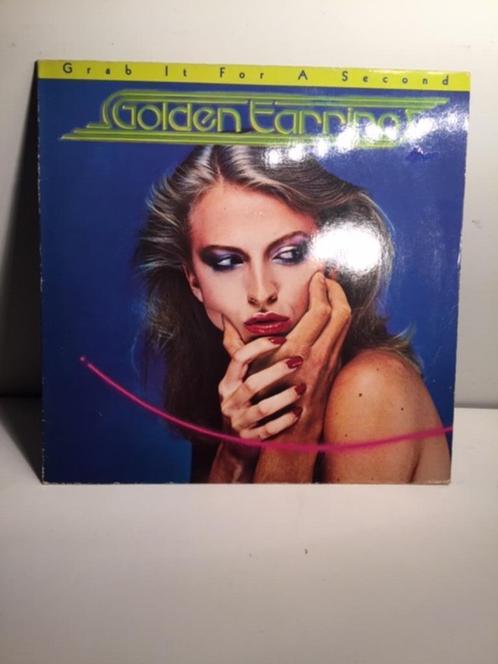 Grab It For A Second
Golden Earring